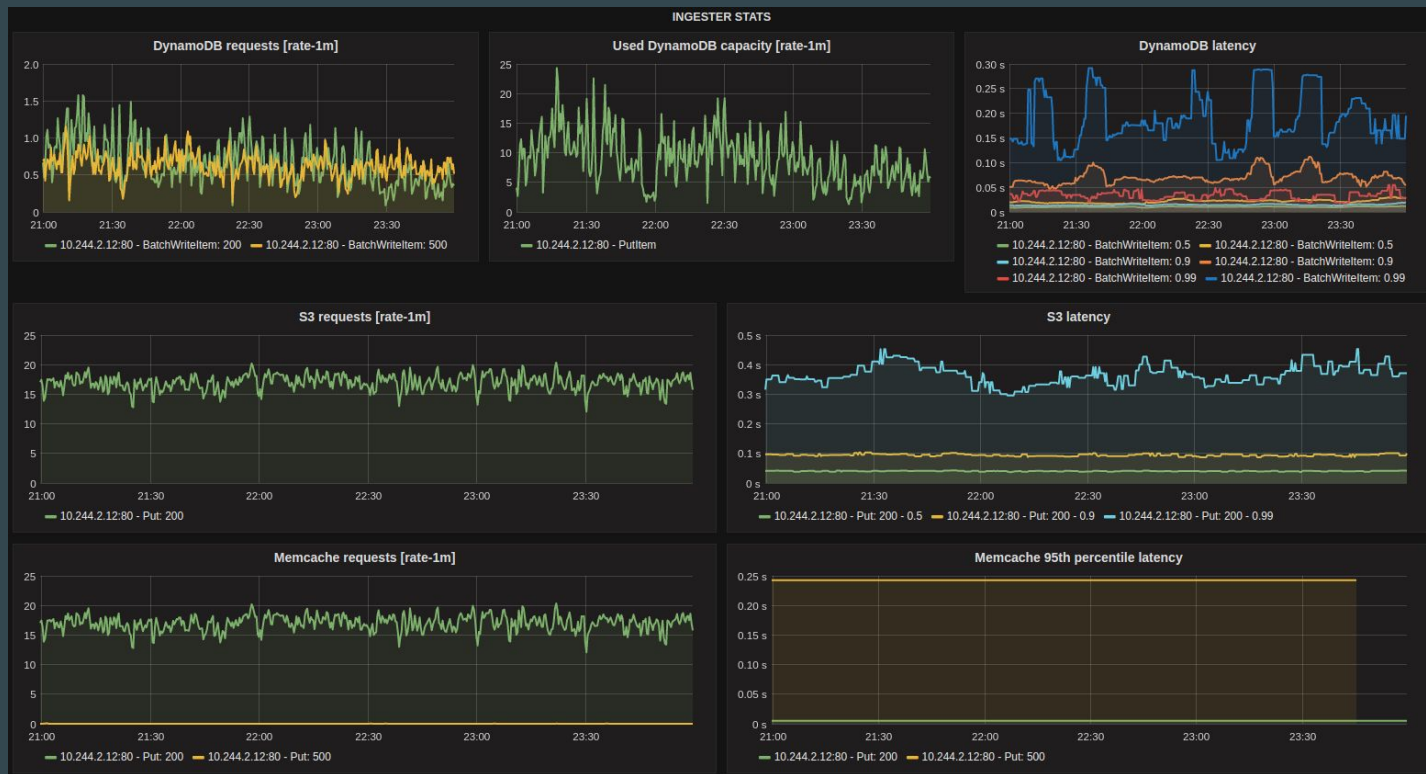 INGESTER STATS
DynamoDB requests [rate-1m]
2.0
1.5
1.0
0.5
0
21:00 21:30 22:00 22:30 23:00 23:30
10.244.2.12:80 - BatchWriteItem: 200 10.244.2.12:80 - BatchWriteItem: 500
Used DynamoDB capacity [rate-1m]
25
20
15
10
5
0
21:00 21:30 22:00 22:30 23:00 23:30
10.244.2.12:80 - PutItem
DynamoDB latency
0.30 s
0.25 s
0.20 s
0.15 s
0.10 s
0.05 s
0 s
21:00 21:30 22:00 22:30 23:00 23:30
10.244.2.12:80 - BatchWriteItem: 0.5 10.244.2.12:80 - BatchWriteItem: 0.5
10.244.2.12:80 - BatchWriteItem: 0.9 10.244.2.12:80 - BatchWriteItem: 0.9
10.244.2.12:80 - BatchWriteItem: 0.99 10.244.2.12:80 - BatchWriteItem: 0.99
S3 requests [rate-1m]
25
20
15
10
5
0
21:00 21:30 22:00 22:30 23:00 23:30
10.244.2.12:80 - Put: 200
S3 latency
0.5 s
0.4 s
0.3 s
0.2 s
0.1 s
0 s
21:00 21:30 22:00 22:30 23:00 23:30
10.244.2.12:80 - Put: 200 - 0.5 10.244.2.12:80 - Put: 200 - 0.9 10.244.2.12:80 - Put: 200 - 0.99
Memcache requests [rate-1m]
25
20
15
10
5
0
21:00 21:30 22:00 22:30 23:00 23:30
10.244.2.12:80 - Put: 200 10.244.2.12:80 - Put: 500
Memcache 95th percentile latency
0.25 s
0.20 s
0.15 s
0.10 s
0.05 s
0 s
21:00 21:30 22:00 22:30 23:00 23:30
10.244.2.12:80 - Put: 200 10.244.2.12:80 - Put: 500